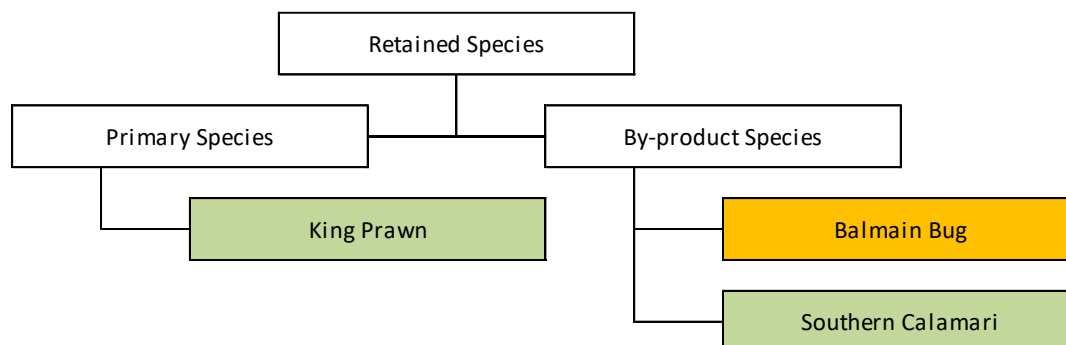 Retained Species
Primary Species
By-product Species
King Prawn
Balmain Bug
Southern Calamari